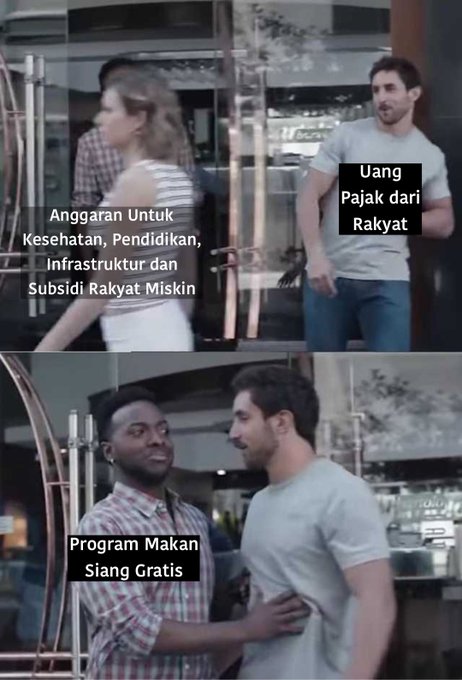 Uang
Pajak dari
Rakyat
Anggaran Untuk
Kesehatan, Pendidikan,
Infrastruktur dan
Subsidi Rakyat Miskin
Program Makan
Siang Gratis